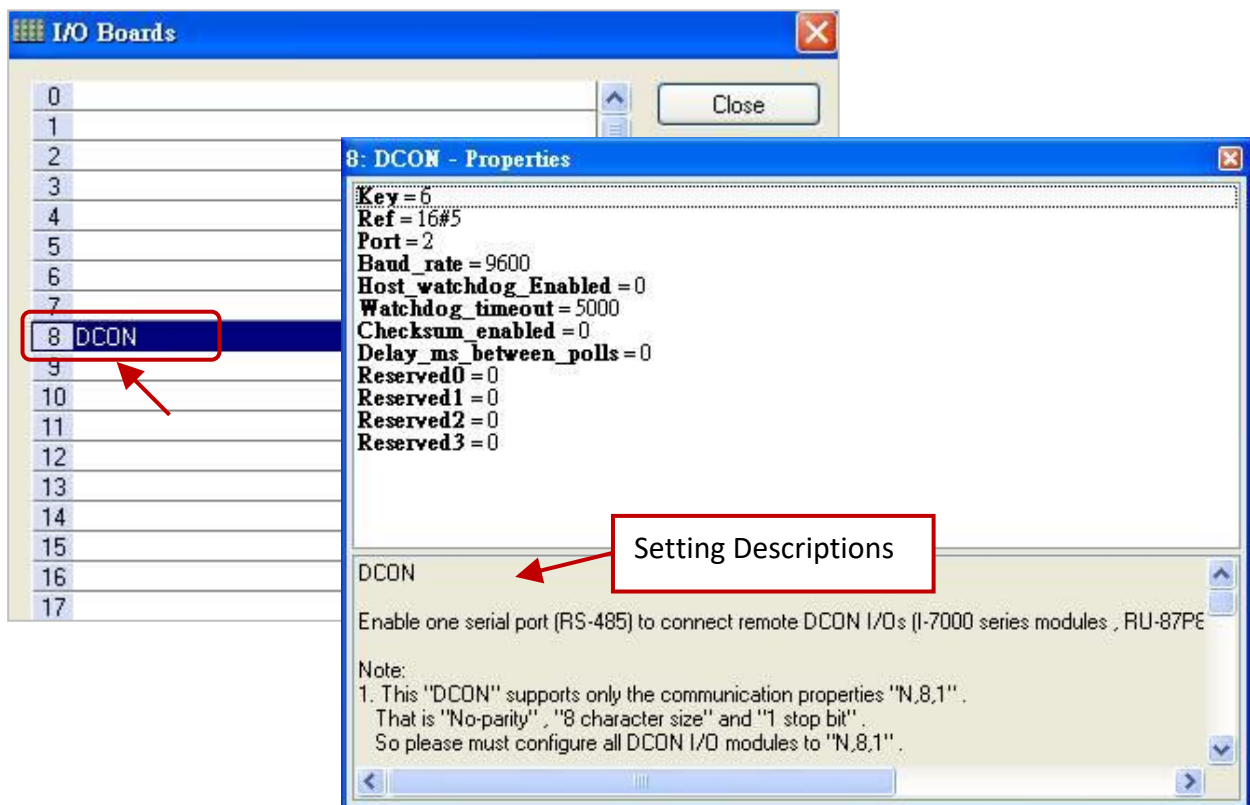 I/O Boards
0
Close
1
2
3
4
5
6
7
8 DCON
9
10
11
12
13
14
15
16
17
8: DCON - Properties
Key = 6
Ref = 16#5
Port = 2
Baud_rate = 9600
Host_watchdog_Enabled = 0
Watchdog_timeout = 5000
Checksum_enabled = 0
Delay_ms_between_polls = 0
Reserved0 = 0
Reserved1 = 0
Reserved2 = 0
Reserved3 = 0
Setting Descriptions
DCON
Enable one serial port (RS-485) to connect remote DCON I/Os (I-7000 series modules , RU-87P8
Note:
1. This "DCON" supports only the communication properties "N,8,1" .
That is "No-parity" , "8 character size" and "1 stop bit" .
So please must configure all DCON I/O modules to "N,8,1" .